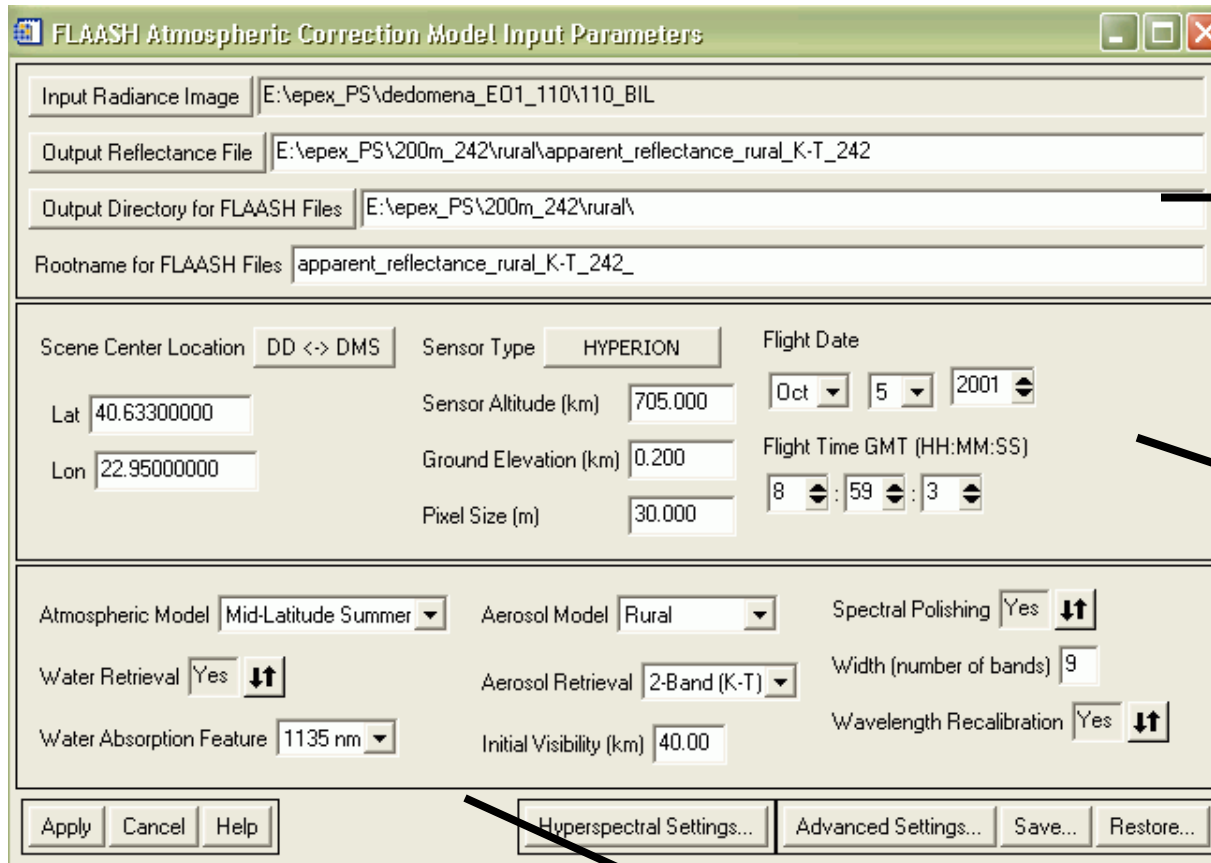 FLAASH Atmospheric Correction Model Input Parameters
Input Radiance Image E:\epex_PS\dedomena_EO1_110\110_BIL
Output Reflectance File E:\epex_PS\200m_242\rural\apparent_reflectance_rural_K-T_242
Output Directory for FLAASH Files E:\epex_PS\200m_242\rural\
Rootname for FLAASH Files apparent_reflectance_rural_K-T_242_
Scene Center Location DD <-> DMS
Lat 40.63300000
Lon 22.95000000
Sensor Type HYPERION
Sensor Altitude (km) 705.000
Ground Elevation (km) 0.200
Pixel Size (m) 30.000
Flight Date
Oct 5 2001
Flight Time GMT (HH:MM:SS)
8 : 59 : 3
Atmospheric Model Mid-Latitude Summer
Water Retrieval Yes
Water Absorption Feature 1135 nm
Aerosol Model Rural
Aerosol Retrieval 2-Band (K-T)
Initial Visibility (km) 40.00
Spectral Polishing Yes
Width (number of bands) 9
Wavelength Recalibration Yes
Apply Cancel Help Hyperspectral Settings... Advanced Settings... Save... Restore...